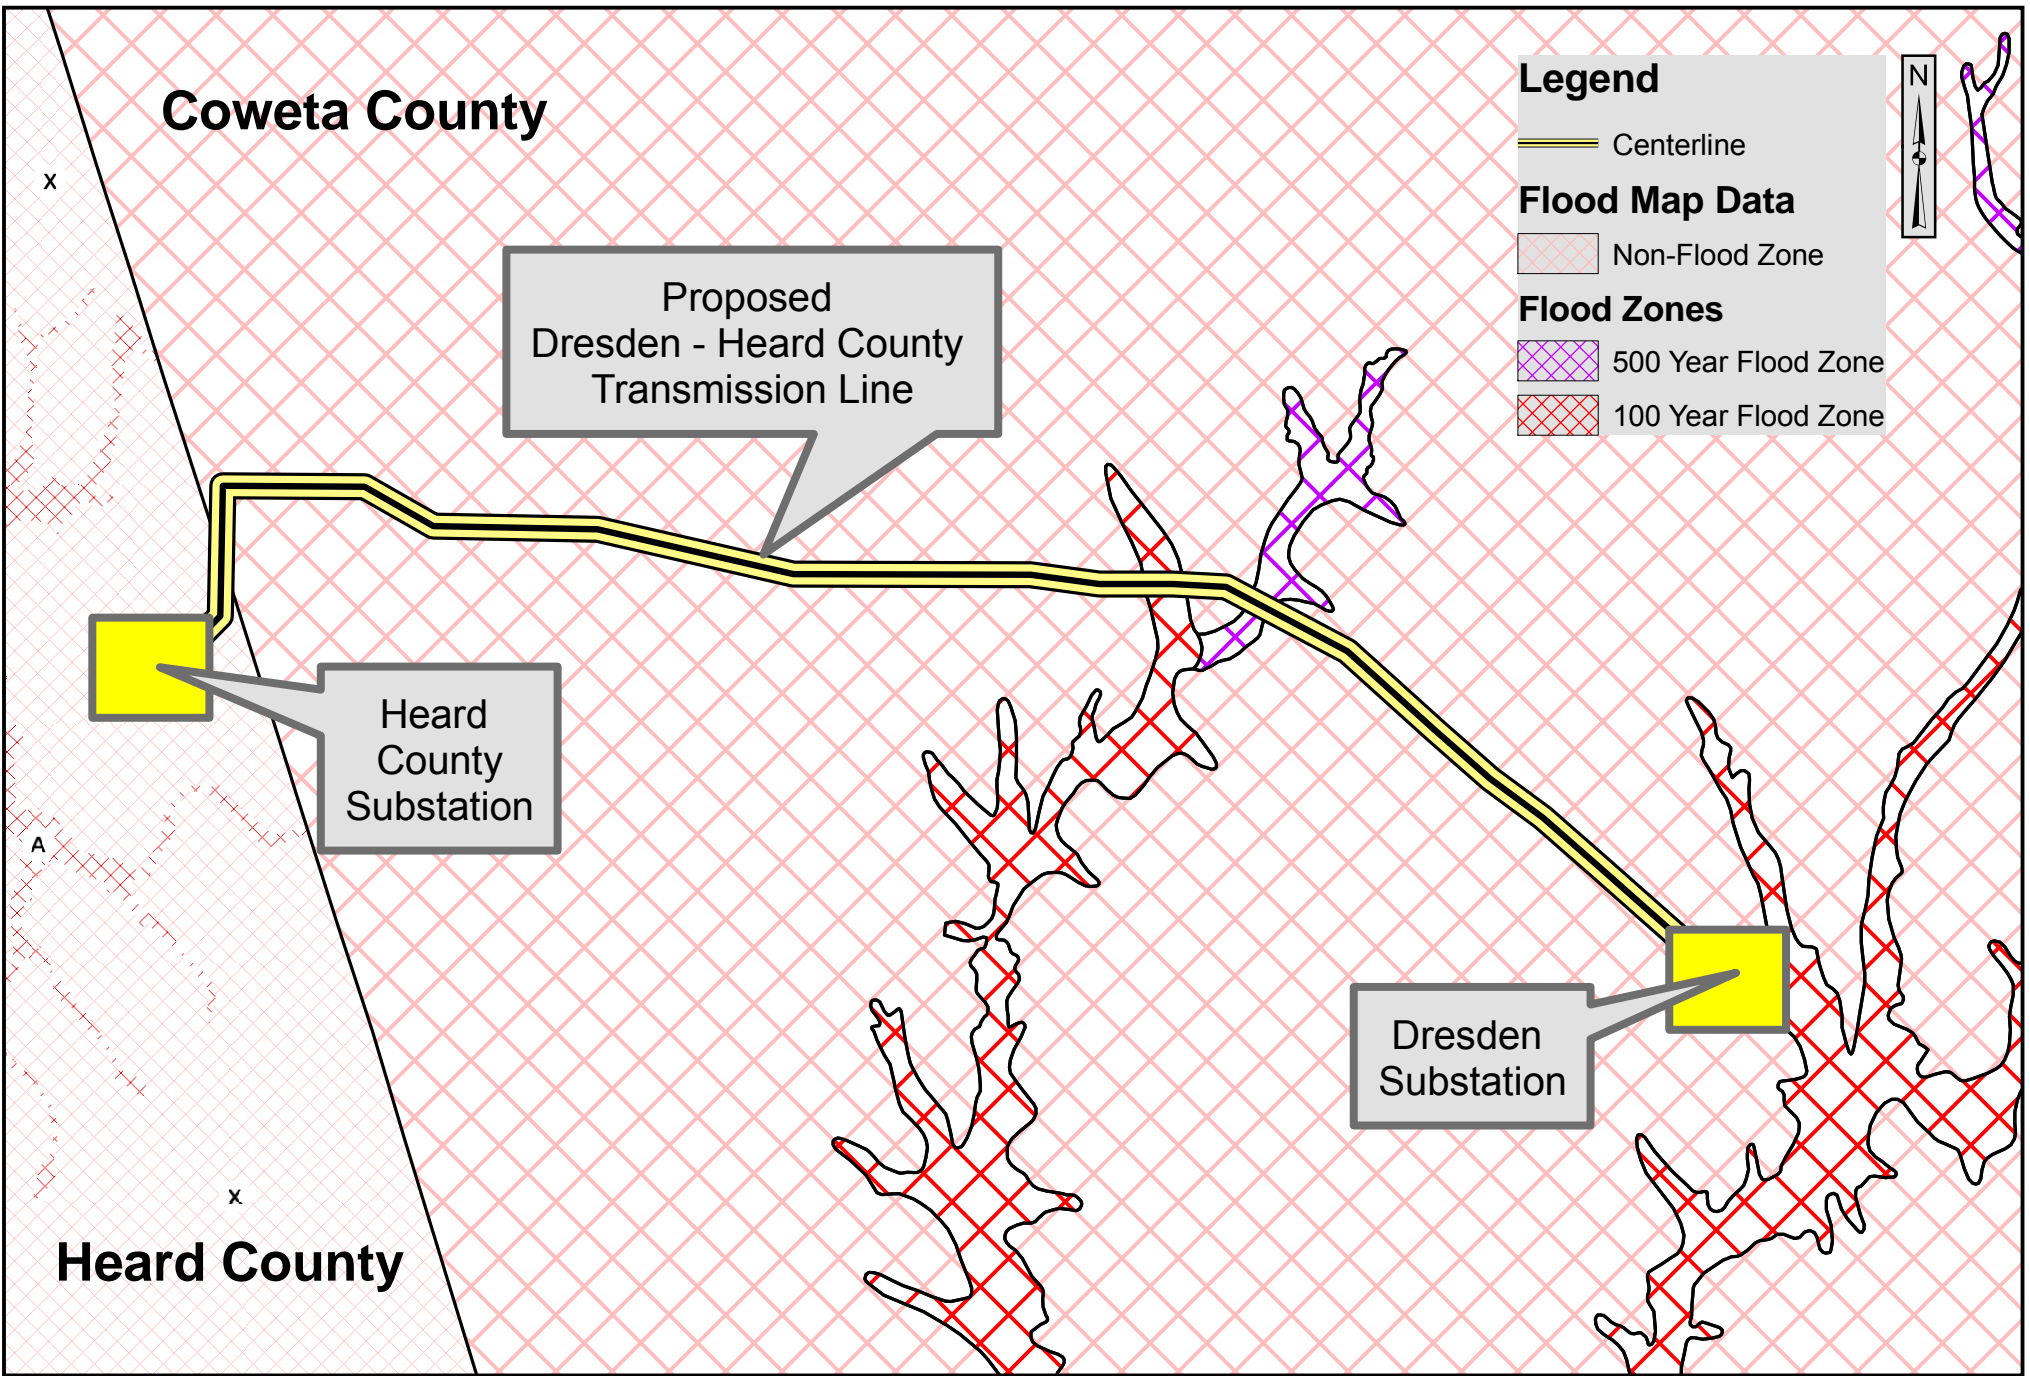 Coweta County
Legend
N
Centerline
Flood Map Data
Non-Flood Zone
Flood Zones
500 Year Flood Zone
100 Year Flood Zone
X
Proposed
Dresden - Heard County
Transmission Line
Heard
County
Substation
A
Dresden
Substation
X
Heard County